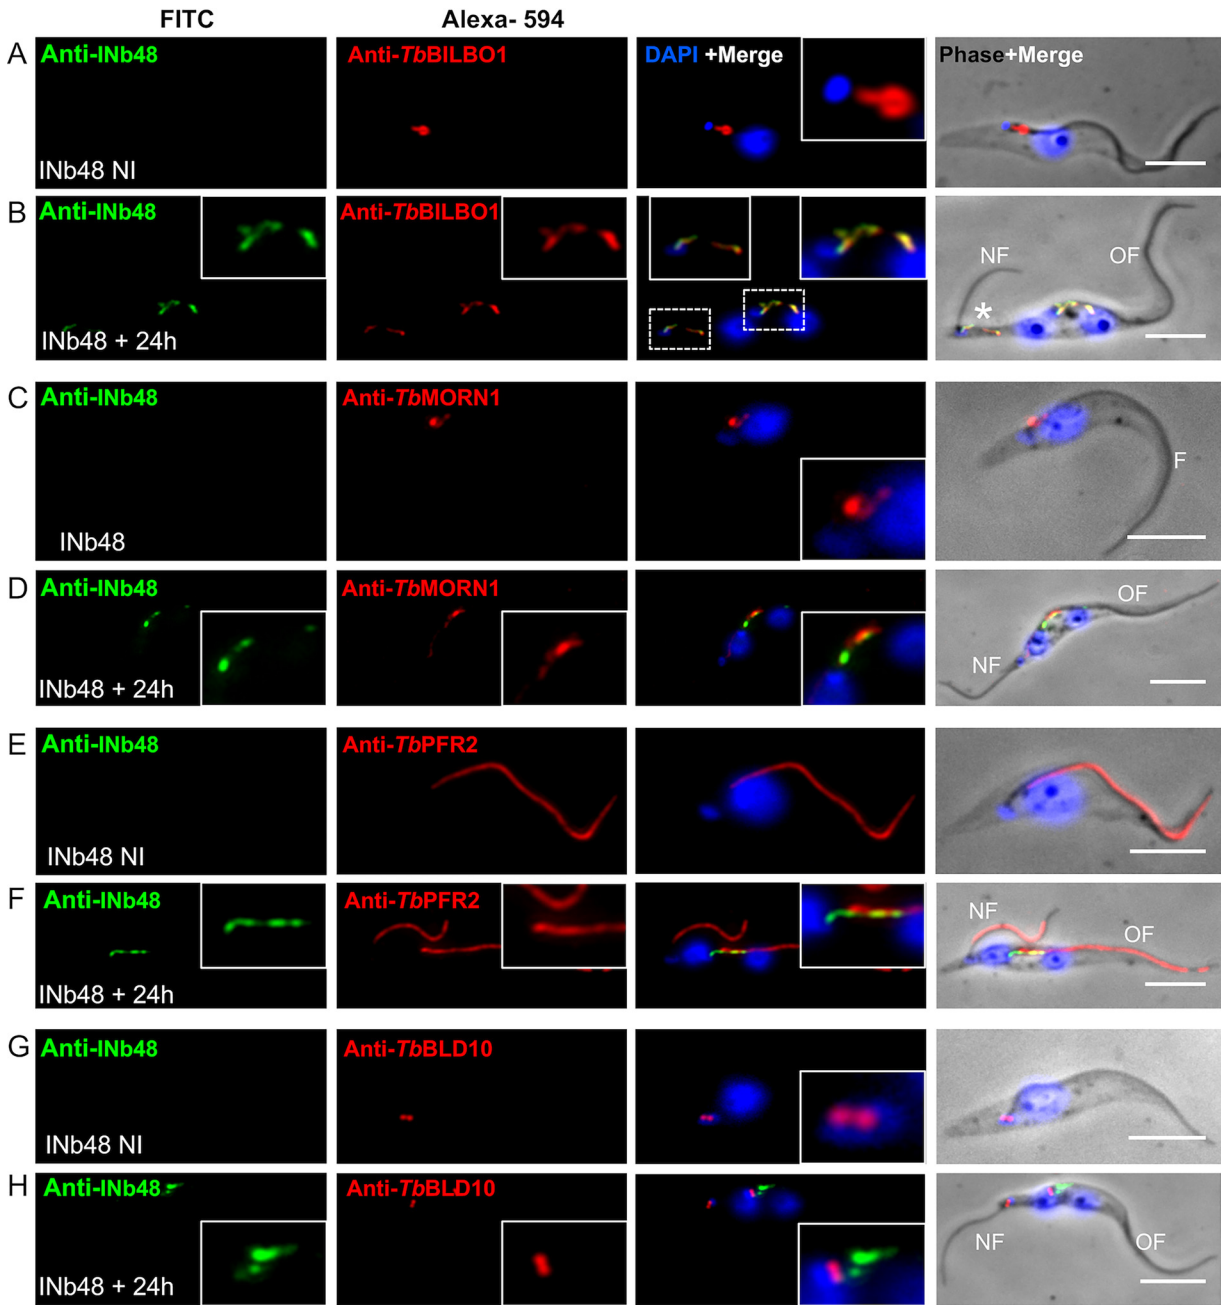 FITC Alexa- 594
A Anti-INb48 Anti-TbBILBO1 DAPI +Merge Phase+Merge
INb48 NI
B Anti-INb48 Anti-TbBILBO1
NF OF
*
INb48 + 24h
C Anti-INb48 Anti-TbMORN1
F
INb48
D Anti-INb48 Anti-TbMORN1
OF
NF
INb48 + 24h
E Anti-INb48 Anti-TbPFR2
INb48 NI
F Anti-INb48 Anti-TbPFR2
NF
OF
INb48 + 24h
G Anti-INb48 Anti-TbBLD10
INb48 NI
H Anti-INb48 Anti-TbBLD10
NF OF
INb48 + 24h